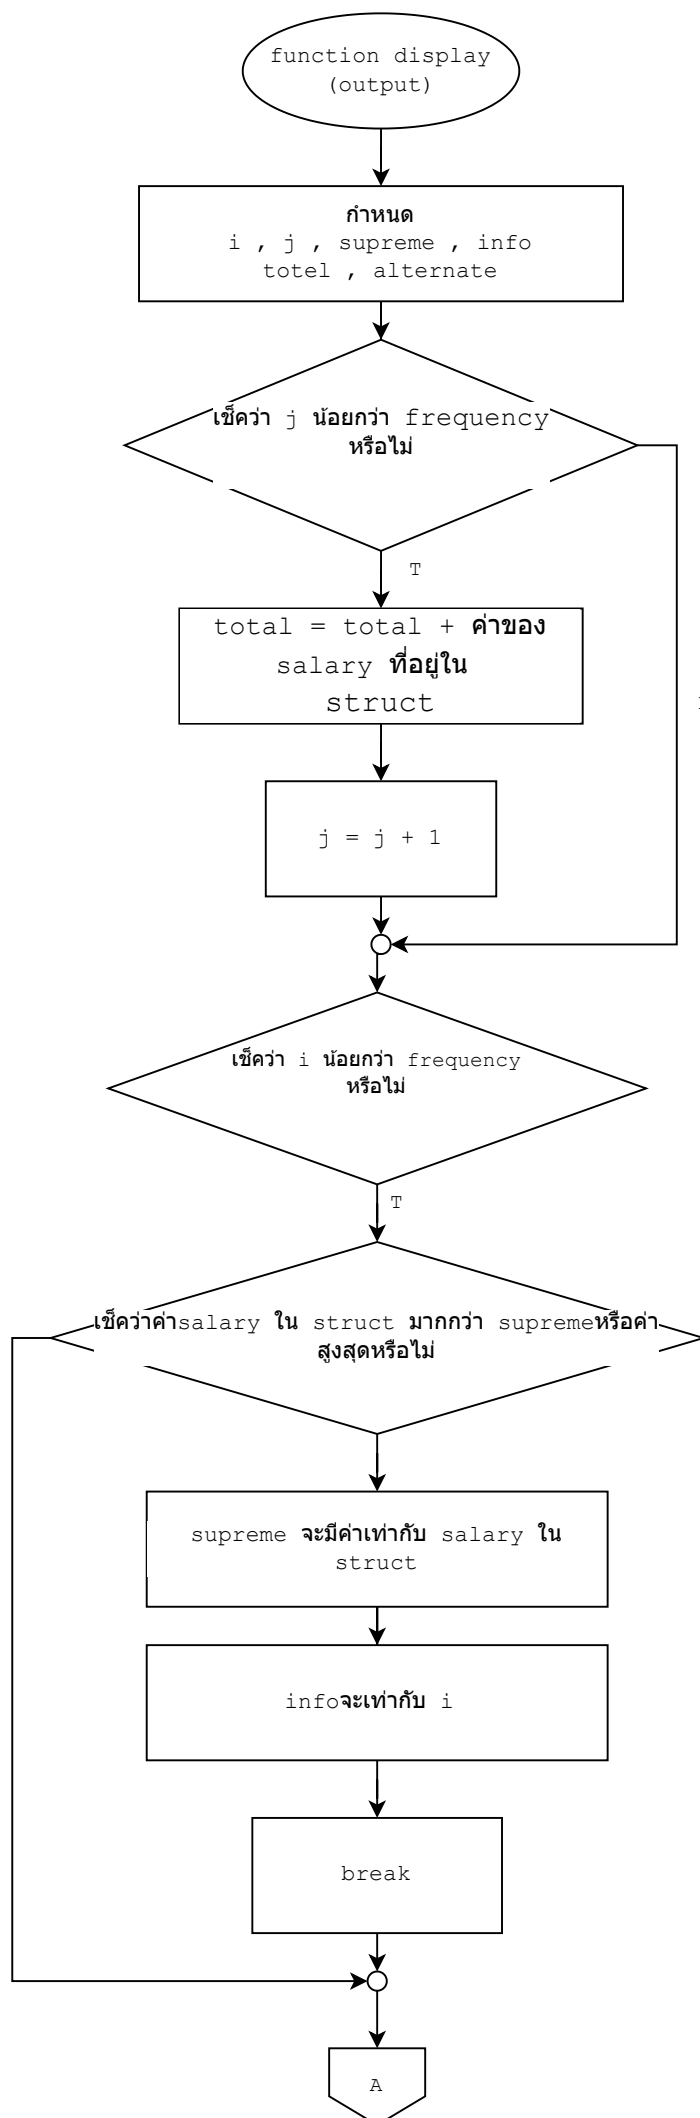 function display
(output)
กำหนด
i , j , supreme , info
totel , alternate
เช็คว่า j น้อยกว่า frequency
หรือไม่
T
total = total + ค่าของ
salary ที่อยู่ใน
struct
j = j + 1
เช็คว่า i น้อยกว่า frequency
หรือไม่
T
เช็คว่าค่าsalary ใน struct มากกว่า supremeหรือค่า
สูงสุดหรือไม่
supreme จะมีค่าเท่ากับ salary ใน
struct
infoจะเท่ากับ i
break
A